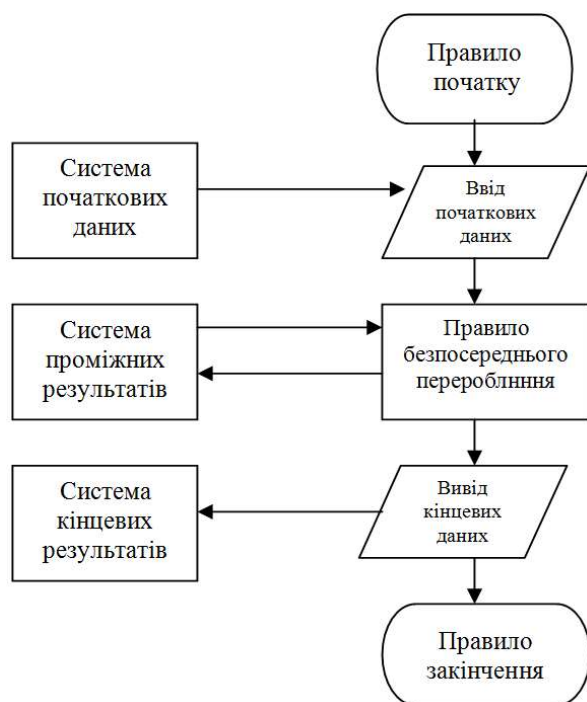 Правило
початку
Система
початкових
даних
Ввід
початкових
даних
Система
проміжних
результатів
Правило
безпосереднього
перероблнння
Система
кінцевих
результатів
Вивід
кінцевих
даних
Правило
закінчення